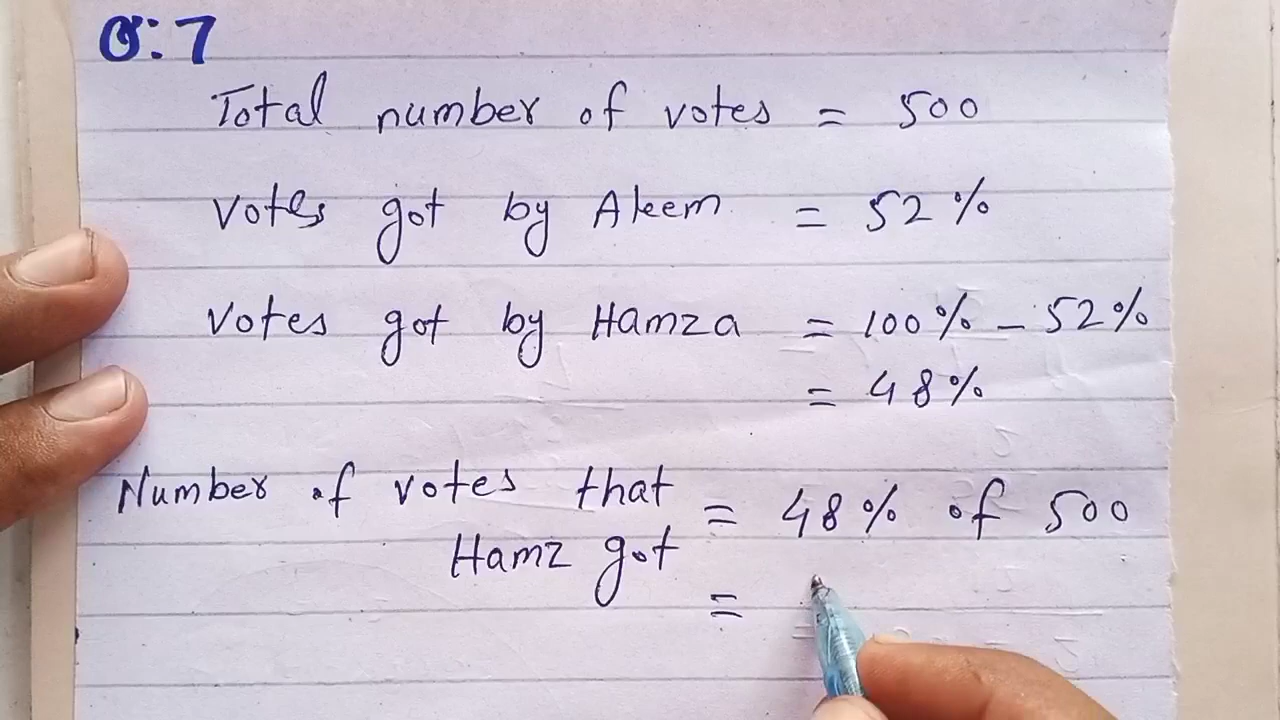 Q:7
Total number of votes = 500
Votes got by Aleem = 52%
Votes got by Hamza = 100% - 52%
= 48%
Number of votes that = 48% of 500
Hamz got
=